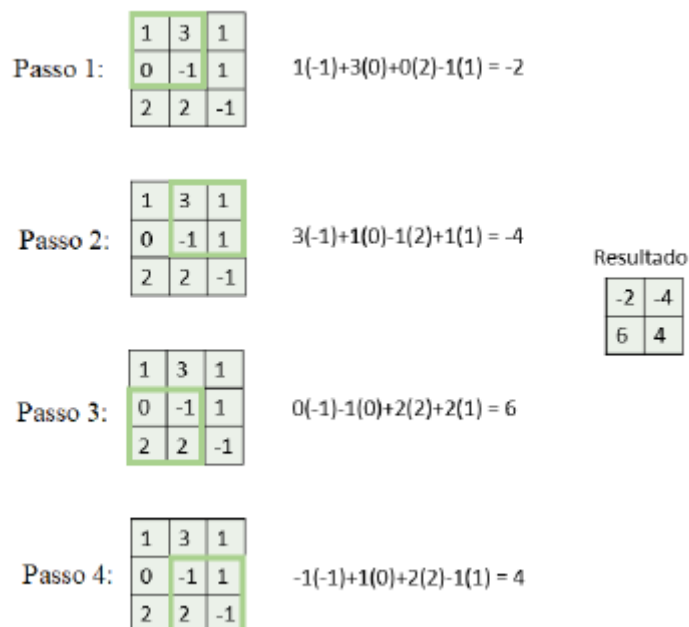 1 3 1
Passo 1: 0 -1 1 1(-1)+3(0)+0(2)-1(1) = -2
2 2 -1
1 3 1
Passo 2: 0 -1 1 3(-1)+1(0)-1(2)+1(1) = -4
2 2 -1
Resultado
-2 -4
6 4
1 3 1
Passo 3: 0 -1 1 0(-1)-1(0)+2(2)+2(1) = 6
2 2 -1
1 3 1
Passo 4: 0 -1 1 -1(-1)+1(0)+2(2)-1(1) = 4
2 2 -1